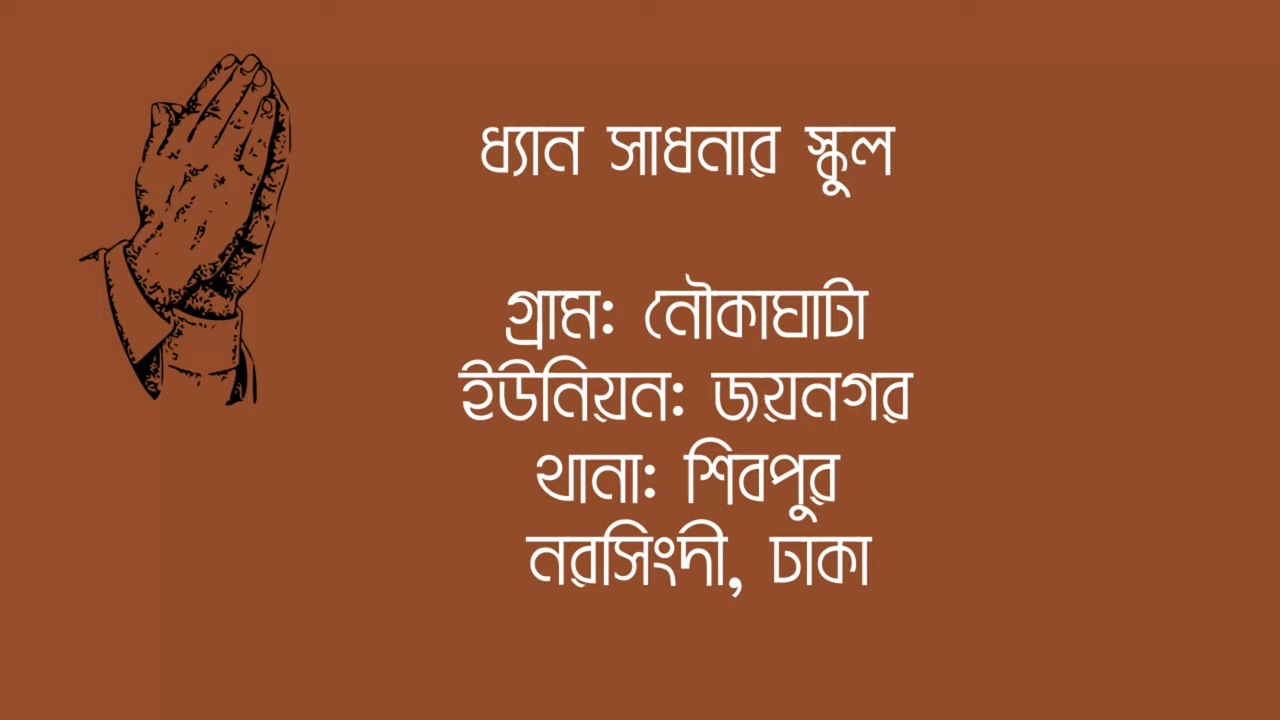 ধ্যান সাধনার স্কুল
গ্রাম: নৌকাঘাটা
ইউনিয়ন: জয়নগর
থানা: শিবপুর
নরসিংদী, ঢাকা